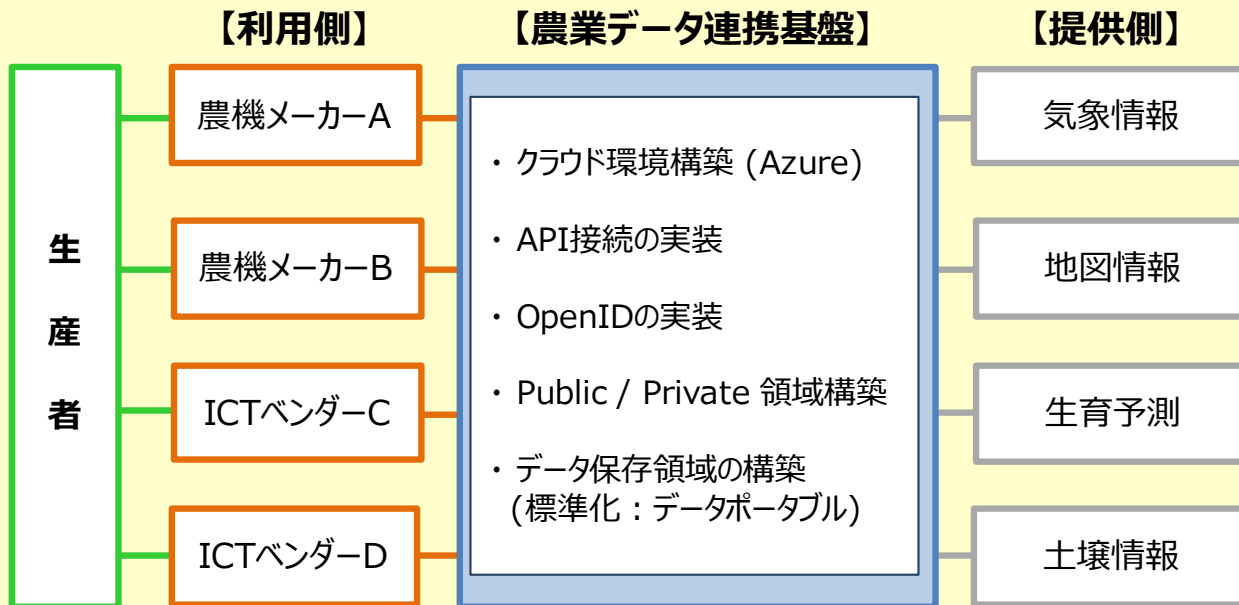 【利用側】
【農業データ連携基盤】
【提供側】
生
産
者
農機メーカーA
農機メーカーB
ICTベンダーC
ICTベンダーD
・ クラウド環境構築 (Azure)
・ API接続の実装
・ OpenIDの実装
・ Public / Private 領域構築
・ データ保存領域の構築
(標準化：データポータブル)
気象情報
地図情報
生育予測
土壌情報